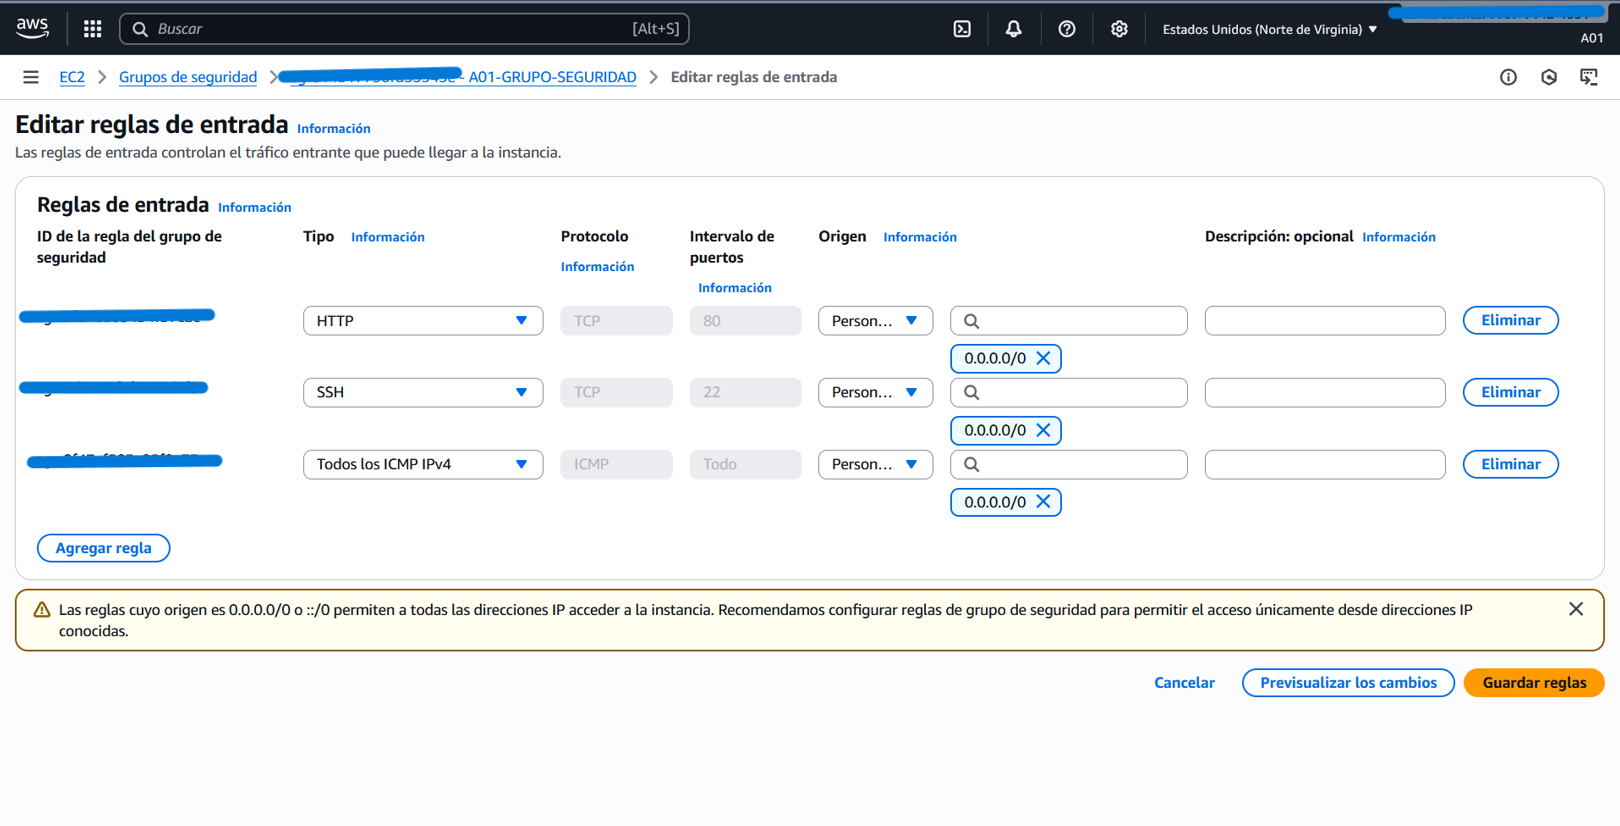 aws
Buscar [Alt+S] Estados Unidos (Norte de Virginia)
A01
EC2 Grupos de seguridad - A01-GRUPO-SEGURIDAD Editar reglas de entrada
Editar reglas de entrada Información
Las reglas de entrada controlan el tráfico entrante que puede llegar a la instancia.
Reglas de entrada Información
ID de la regla del grupo de seguridad
Tipo Información
Protocolo
Información
Intervalo de puertos
Información
Origen Información
Descripción: opcional Información
HTTP TCP 80 Person... Eliminar
0.0.0.0/0
SSH TCP 22 Person... Eliminar
0.0.0.0/0
Todos los ICMP IPv4 ICMP Todo Person... Eliminar
0.0.0.0/0
Agregar regla
Las reglas cuyo origen es 0.0.0.0/0 o ::/0 permiten a todas las direcciones IP acceder a la instancia. Recomendamos configurar reglas de grupo de seguridad para permitir el acceso únicamente desde direcciones IP
conocidas.
Cancelar Previsualizar los cambios Guardar reglas